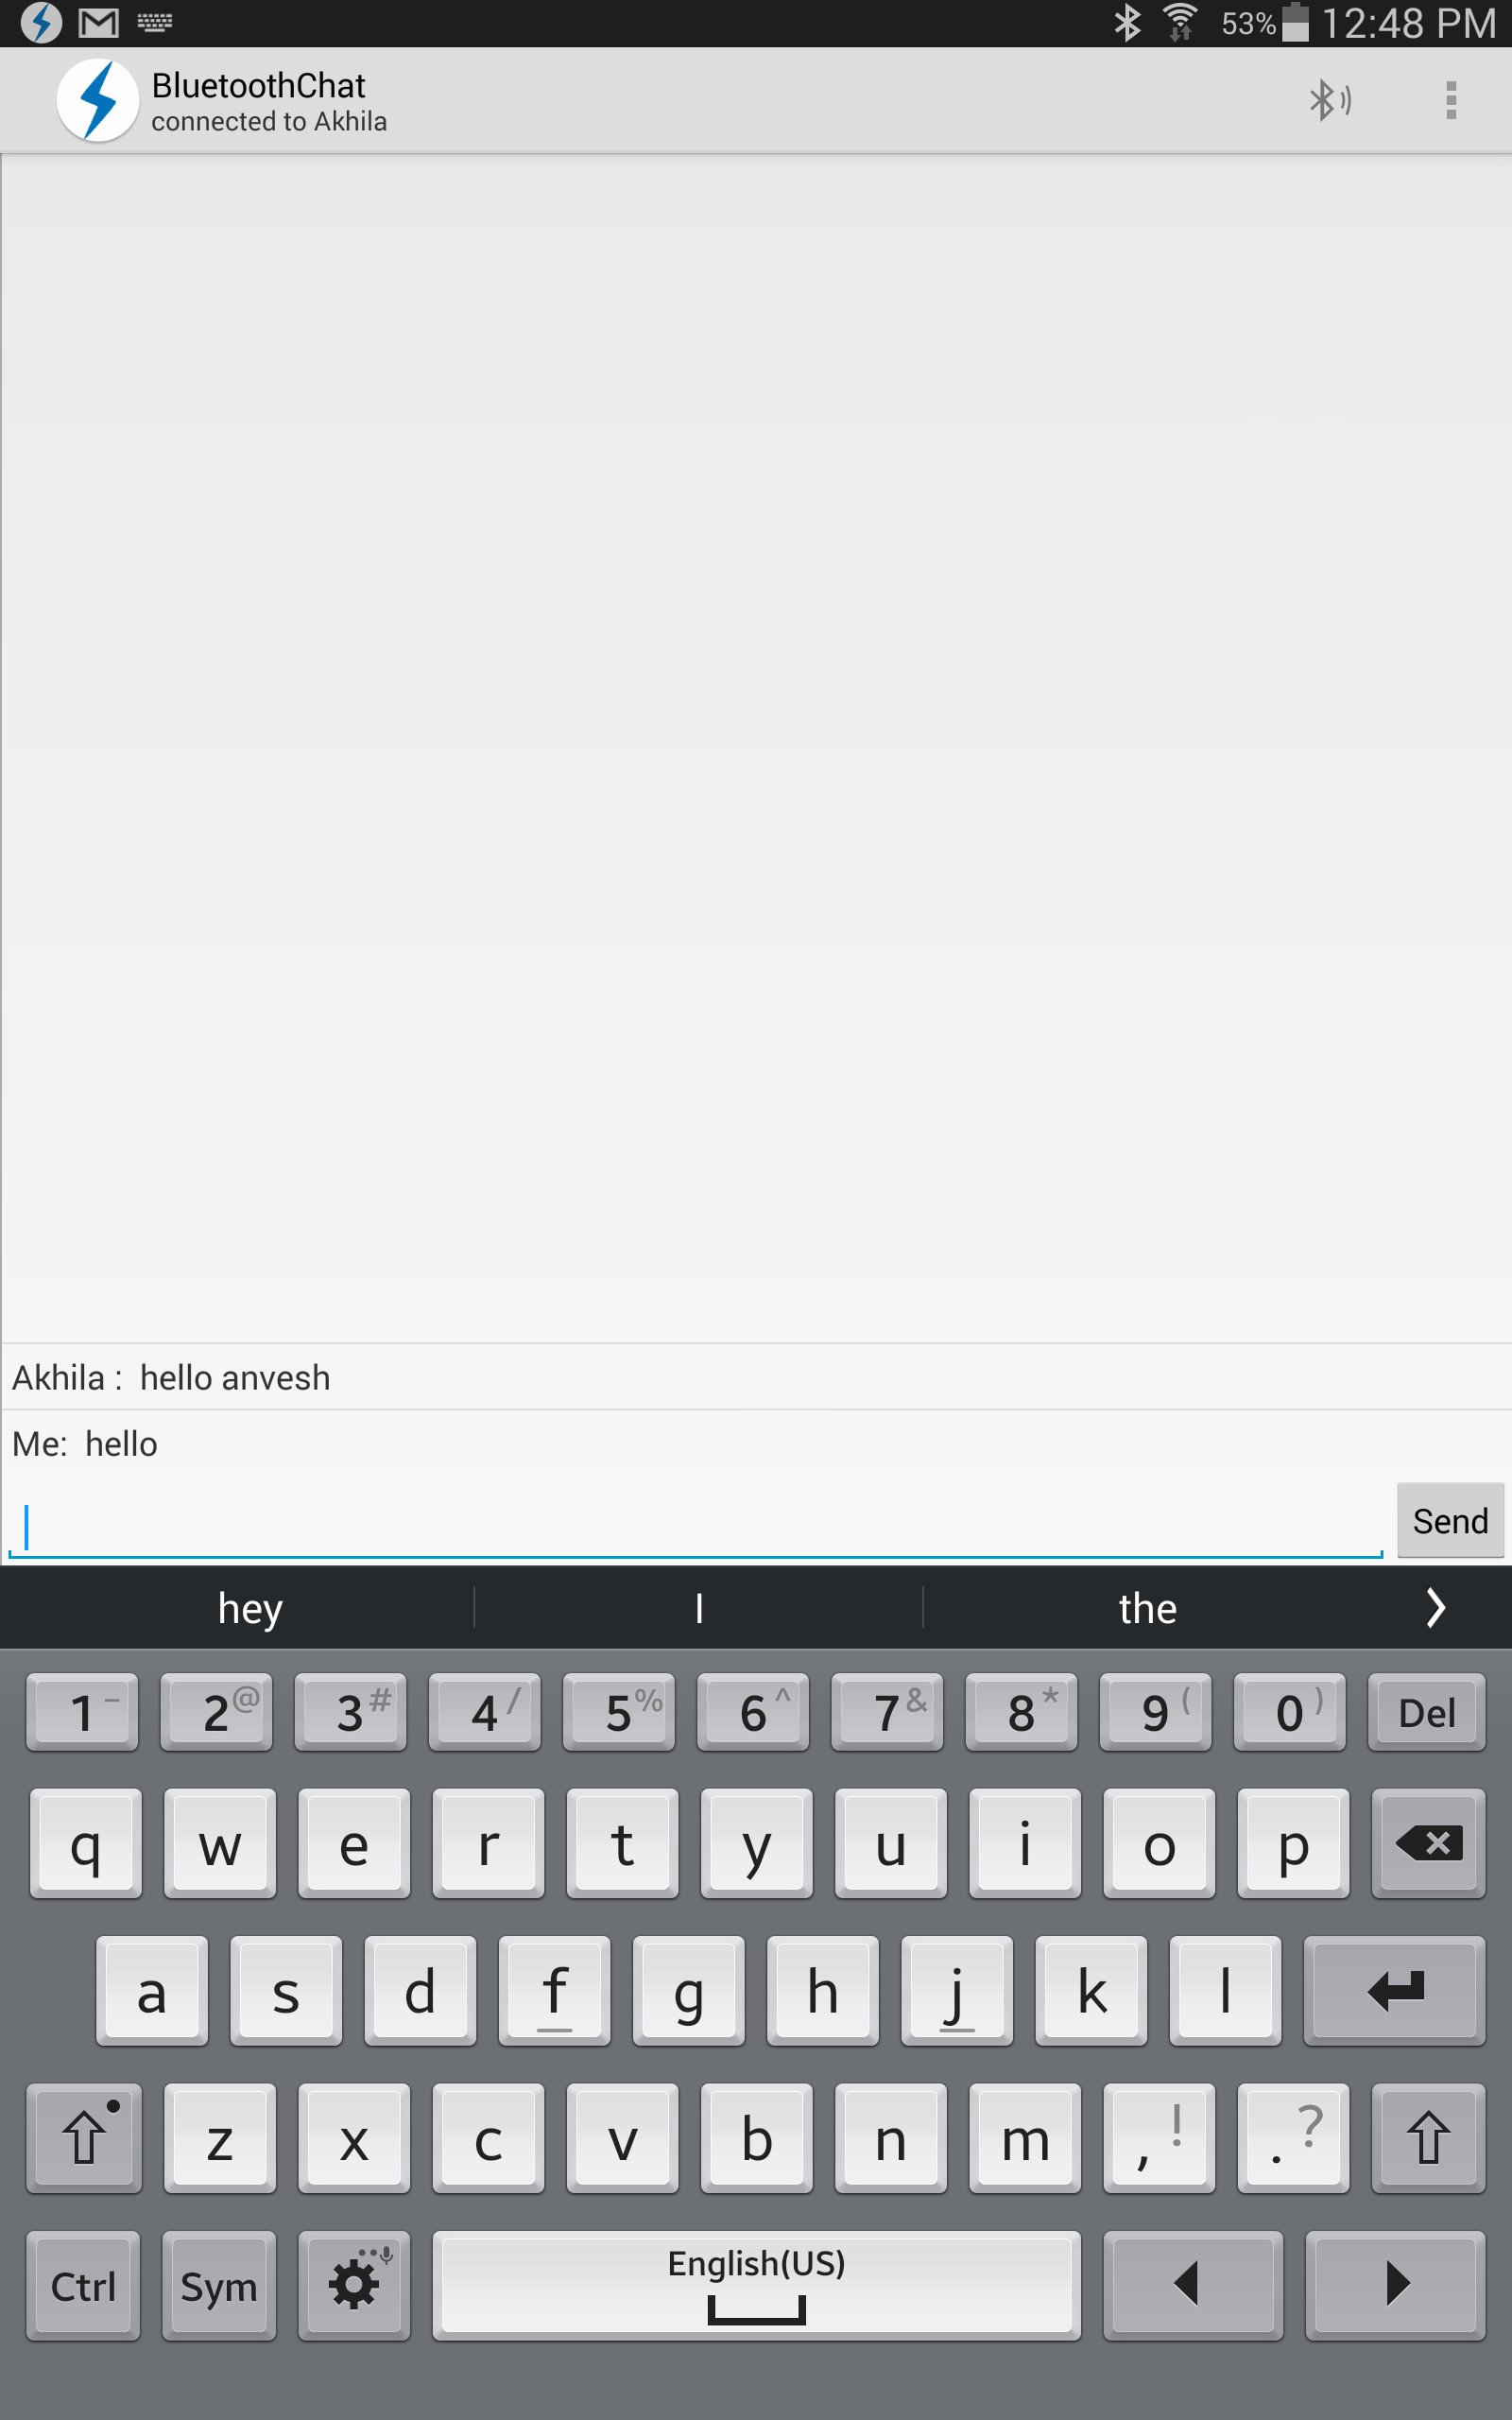 53% 12:48 PM
BluetoothChat
connected to Akhila
Akhila :  hello anvesh
Me:  hello
Send
hey I the
1 – 2 @ 3 # 4 / 5 % 6 ^ 7 & 8 * 9 ( 0 ) Del
q w e r t y u i o p
a s d f g h j k l
z x c v b n m , ! . ?
Ctrl Sym English(US)